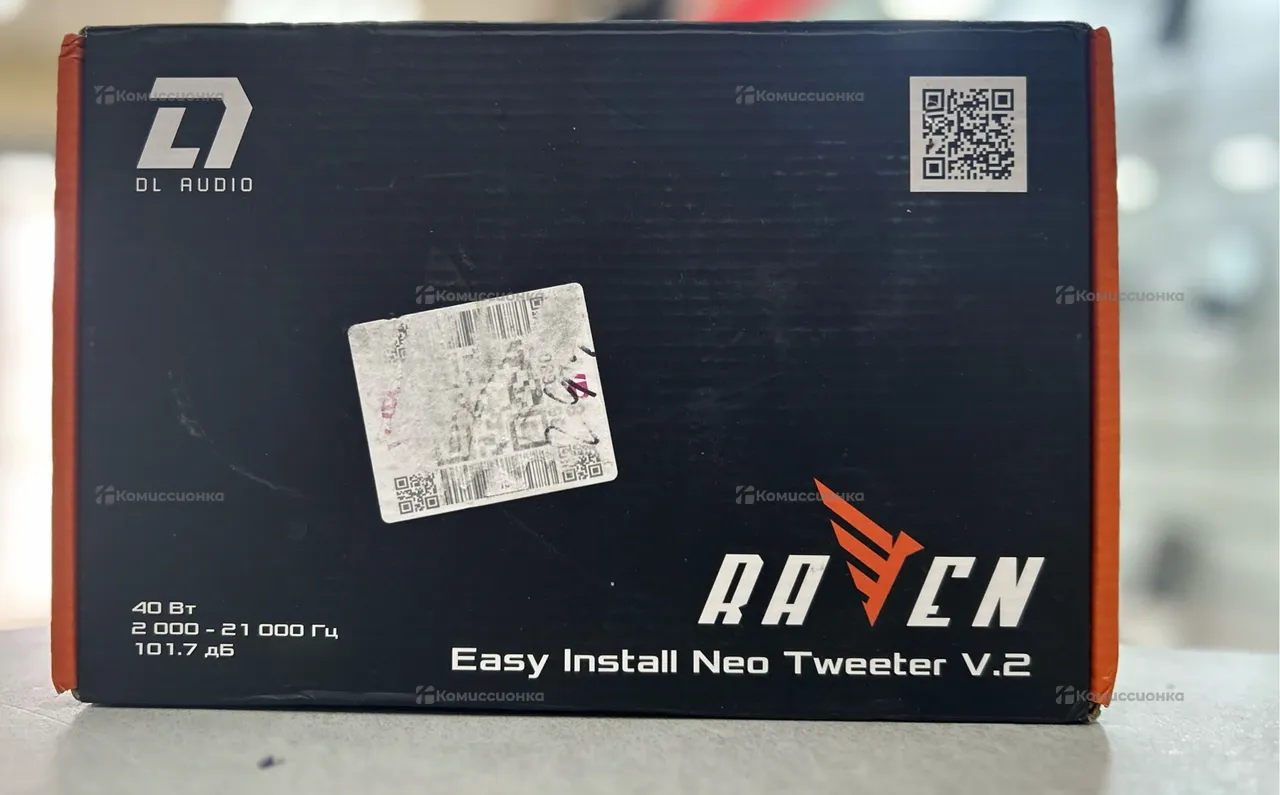 Комиссионка
Комиссионка
DL AUDIO
Комиссионка
Комиссионка
Комиссионка
Комиссионка
RAVEN
40 Вт
2 000 - 21 000 Гц
101.7 дБ
Easy Install Neo Tweeter V.2
Комиссионка
Комиссионка